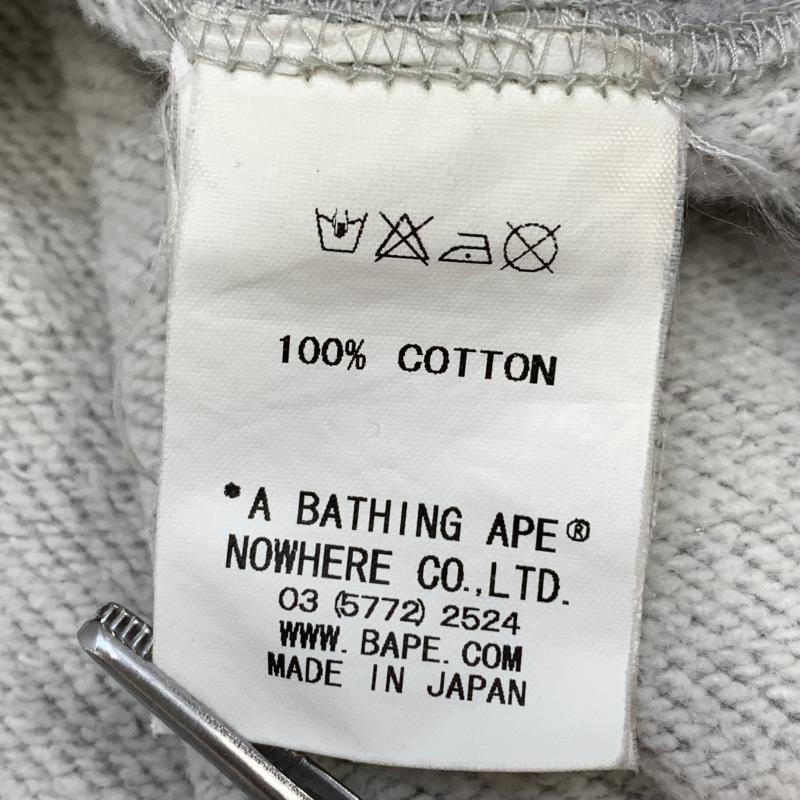 100% COTTON
*A BATHING APE®
NOWHERE CO.,LTD.
03 (5772) 2524
WWW. BAPE. COM
MADE IN JAPAN